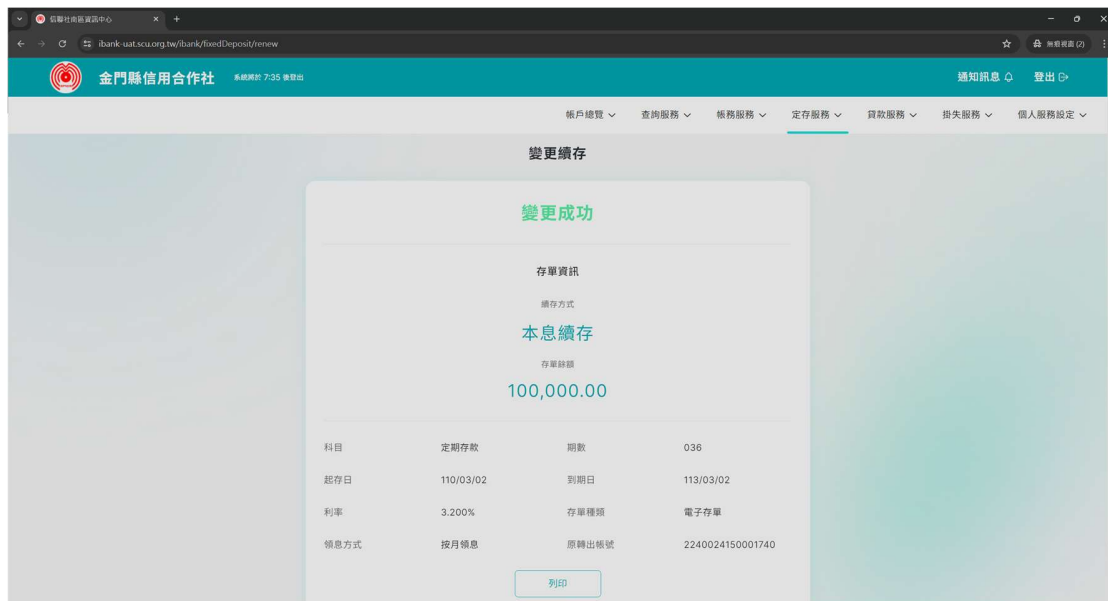 信聯社南區資訊中心
ibank-uat.scu.org.tw/ibank/fixedDeposit/renew
無痕視窗 (2)
金門縣信用合作社 系統將於 7:35 後登出 通知訊息 登出
帳戶總覽 查詢服務 帳務服務 定存服務 貸款服務 掛失服務 個人服務設定
變更續存
變更成功
存單資訊
續存方式
本息續存
存單餘額
100,000.00
科目 定期存款 期數 036
起存日 110/03/02 到期日 113/03/02
利率 3.200% 存單種類 電子存單
領息方式 按月領息 原轉出帳號 2240024150001740
列印